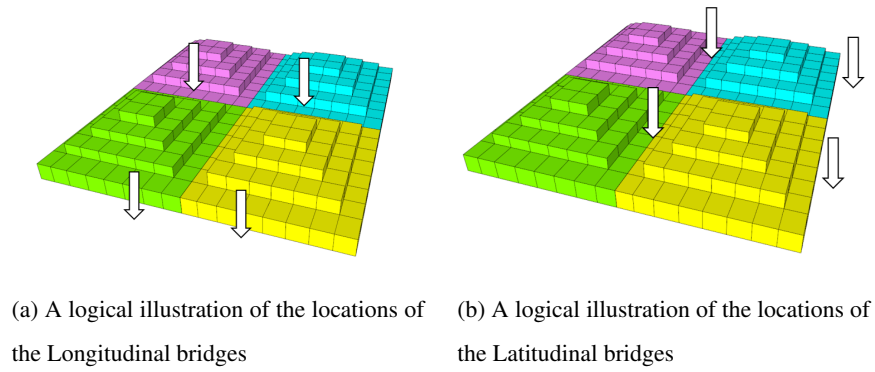 (a) A logical illustration of the locations of
the Longitudinal bridges
(b) A logical illustration of the locations of
the Latitudinal bridges